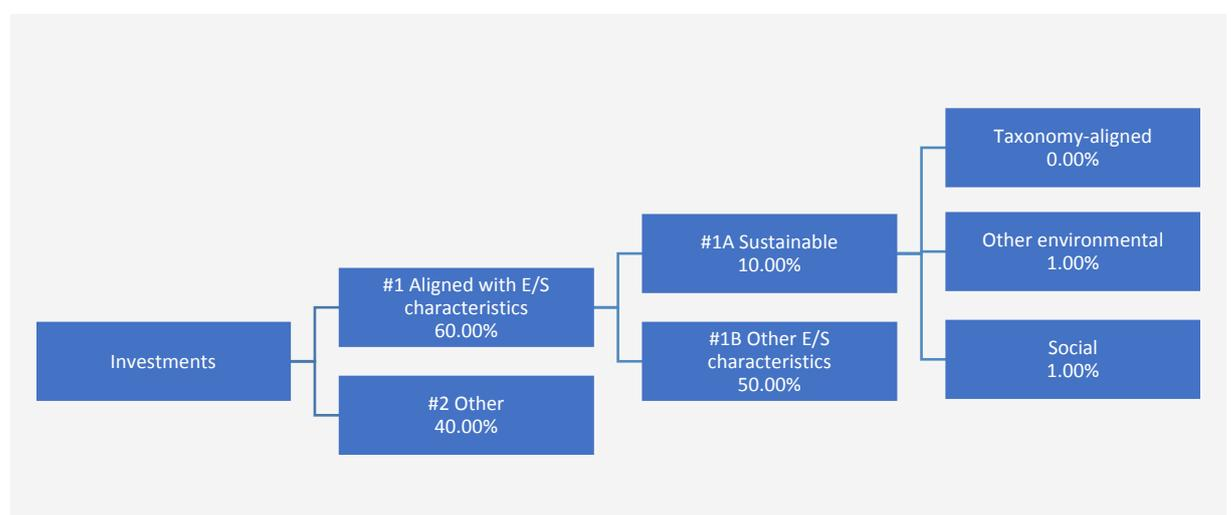 Investments
#1 Aligned with E/S
characteristics
60.00%
#2 Other
40.00%
#1A Sustainable
10.00%
#1B Other E/S
characteristics
50.00%
Taxonomy-aligned
0.00%
Other environmental
1.00%
Social
1.00%